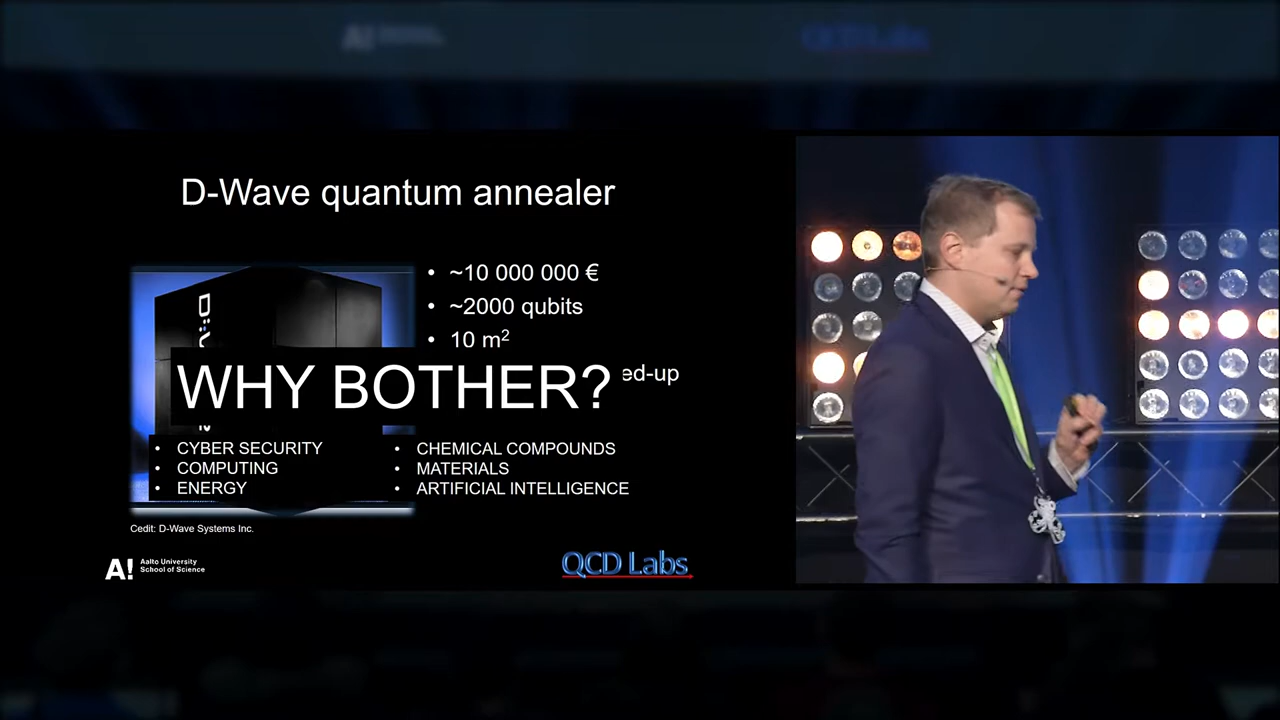 D-Wave quantum annealer
• ~10 000 000 €
• ~2000 qubits
• 10 m²
ed-up
WHY BOTHER?
• CYBER SECURITY
• COMPUTING
• ENERGY
• CHEMICAL COMPOUNDS
• MATERIALS
• ARTIFICIAL INTELLIGENCE
Cedit: D-Wave Systems Inc.
A! Aalto University
School of Science
QCD Labs